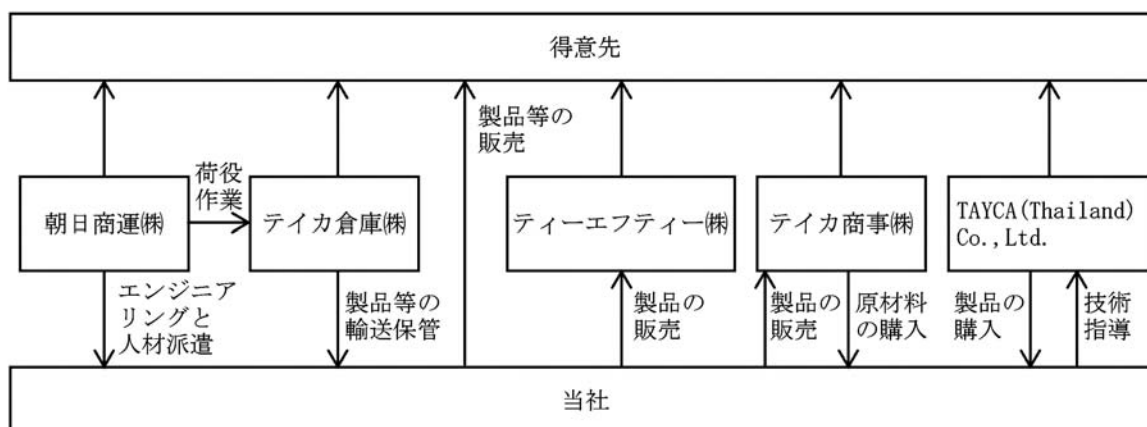 得意先
製品等の
販売
荷役
作業
朝日商運㈱
テイカ倉庫㈱
ティーエフティー㈱
テイカ商事㈱
TAYCA(Thailand)
Co.,Ltd.
エンジニア
リングと
人材派遣
製品等の
輸送保管
製品の
販売
製品の
販売
原材料
の購入
製品の
購入
技術
指導
当社